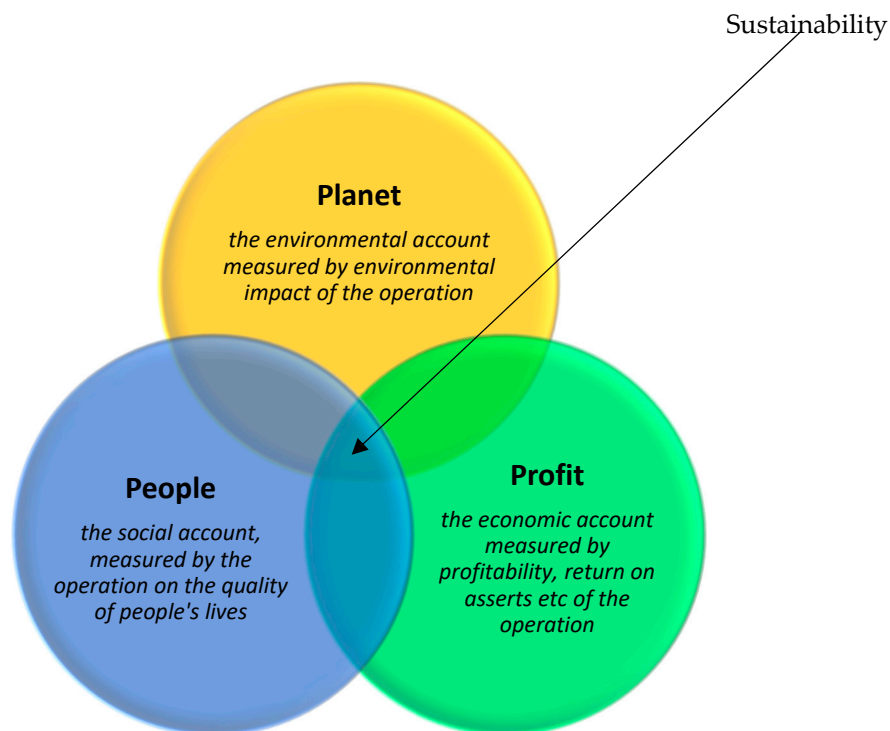 Sustainability
Planet
the environmental account
measured by environmental
impact of the operation
People
the social account,
measured by the
operation on the quality
of people's lives
Profit
the economic account
measured by
profitability, return on
asserts etc of the
operation